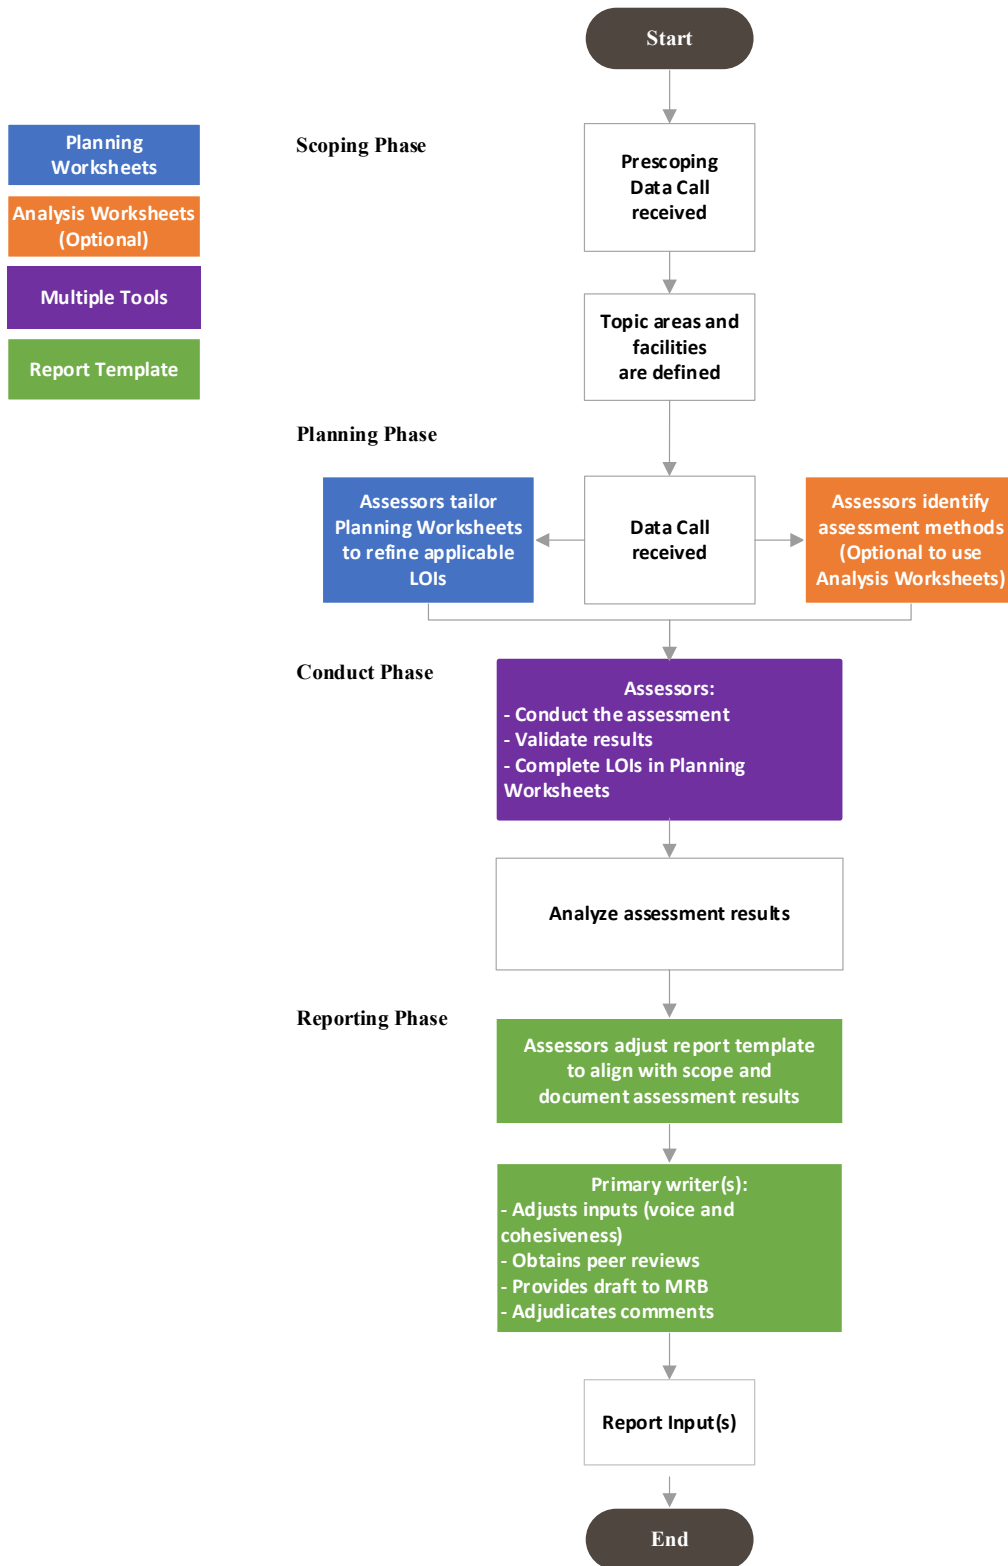 Start
Scoping Phase
Planning
Worksheets
Analysis Worksheets
(Optional)
Multiple Tools
Report Template
Prescoping
Data Call
received
Topic areas and
facilities
are defined
Planning Phase
Assessors tailor
Planning Worksheets
to refine applicable
LOIs
Data Call
received
Assessors identify
assessment methods
(Optional to use
Analysis Worksheets)
Conduct Phase
Assessors:
- Conduct the assessment
- Validate results
- Complete LOIs in Planning
Worksheets
Analyze assessment results
Reporting Phase
Assessors adjust report template
to align with scope and
document assessment results
Primary writer(s):
- Adjusts inputs (voice and
cohesiveness)
- Obtains peer reviews
- Provides draft to MRB
- Adjudicates comments
Report Input(s)
End